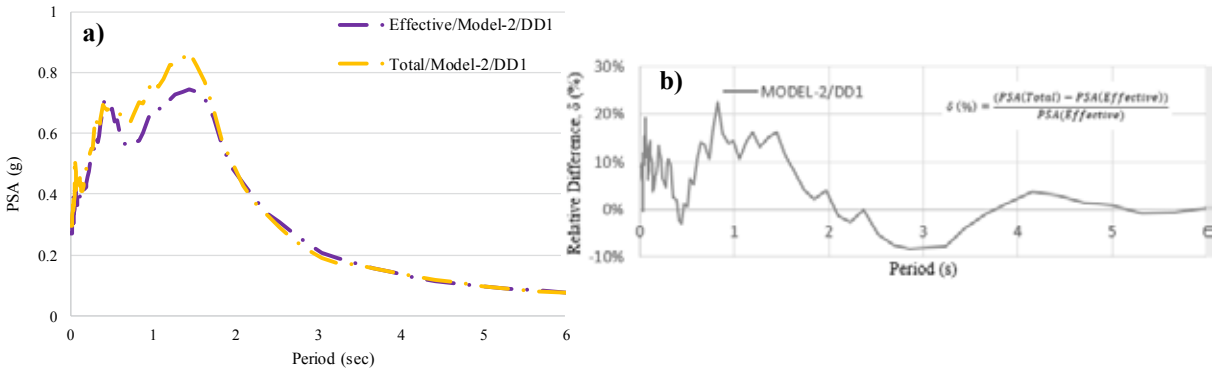 a)
Effective/Model-2/DD1
Total/Model-2/DD1
1
0.8
0.6
0.4
0.2
0
PSA (g)
0 1 2 3 4 5 6
Period (sec)
b)
30%
20%
10%
0%
-10%
Relative Difference, δ (%)
MODEL-2/DD1
δ (%) = (PSA(Total) − PSA(Effective))
PSA(Effective)
0 1 2 3 4 5 6
Period (s)